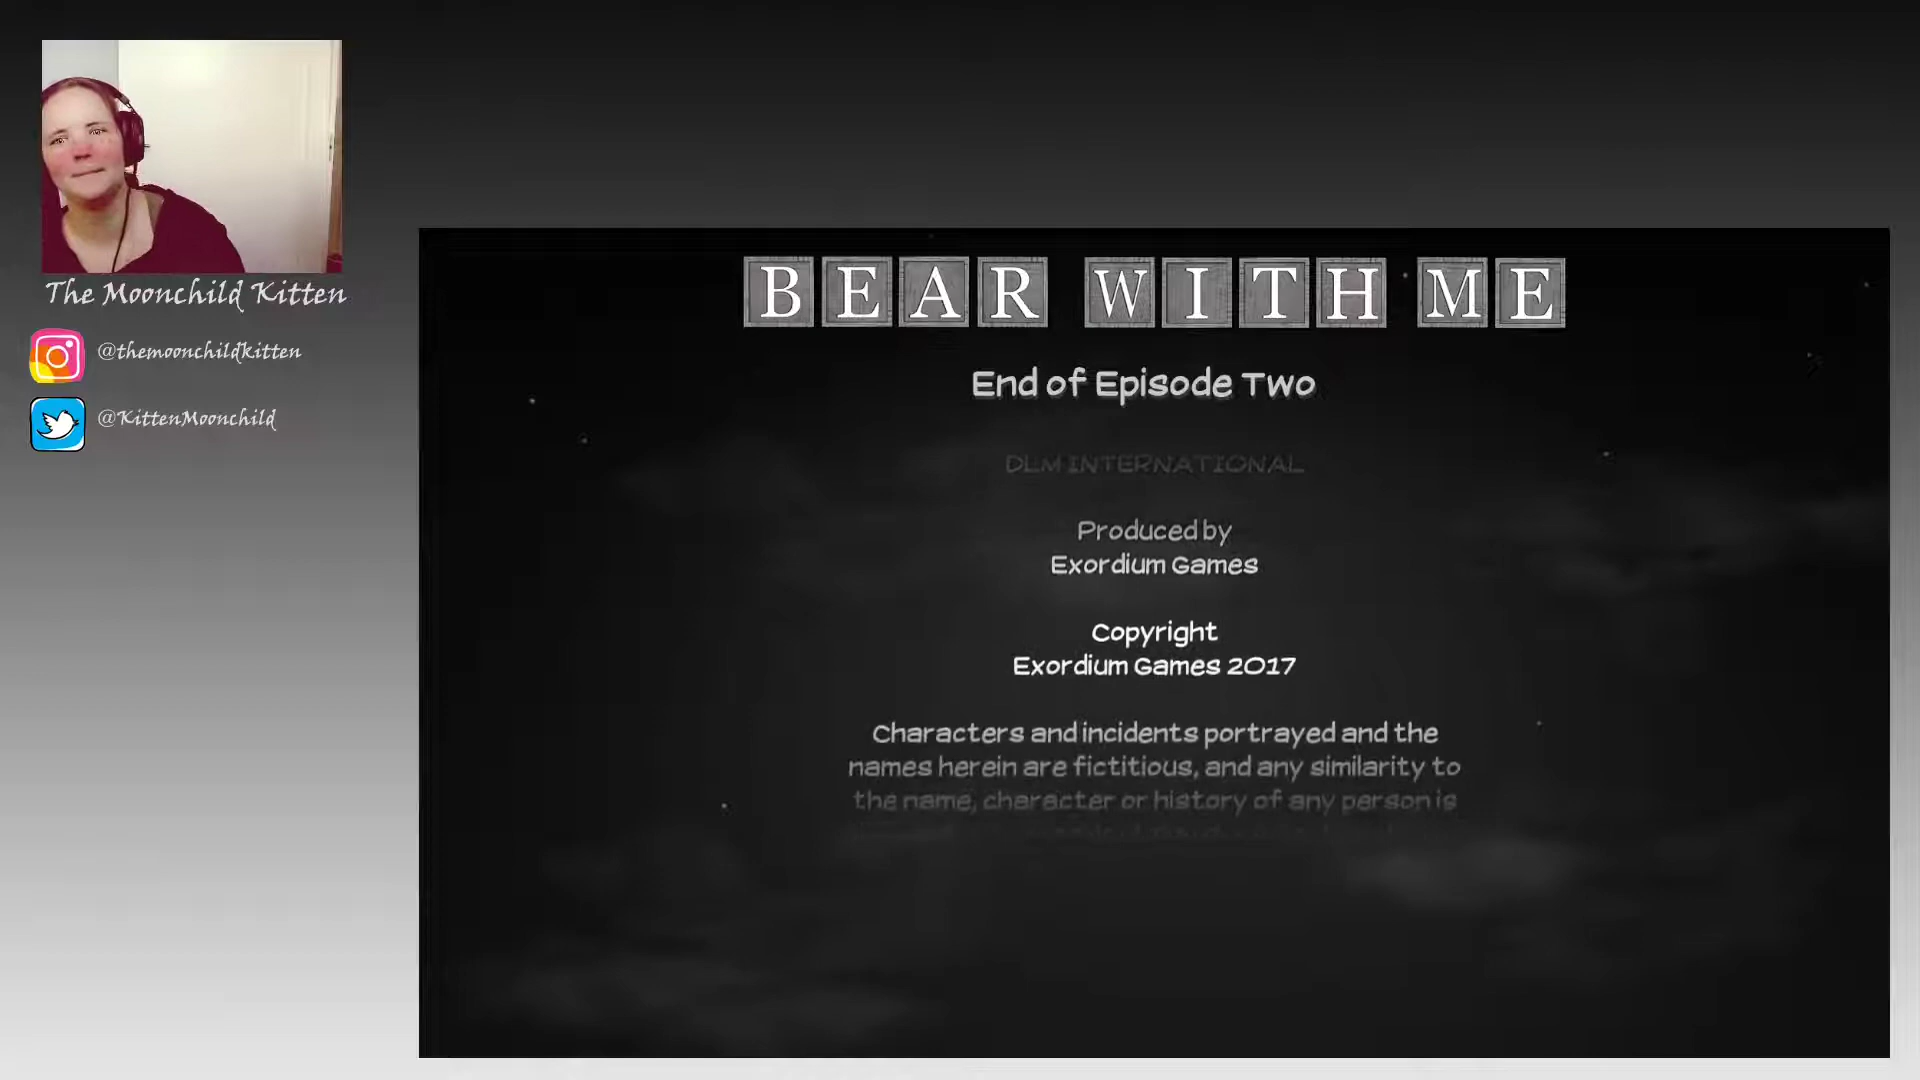 The Moonchild Kitten
@themoonchildkitten
@KittenMoonchild
BEAR WITH ME
End of Episode Two
DLM INTERNATIONAL
Produced by
Exordium Games
Copyright
Exordium Games 2017
Characters and incidents portrayed and the
names herein are fictitious, and any similarity to
the name, character or history of any person is